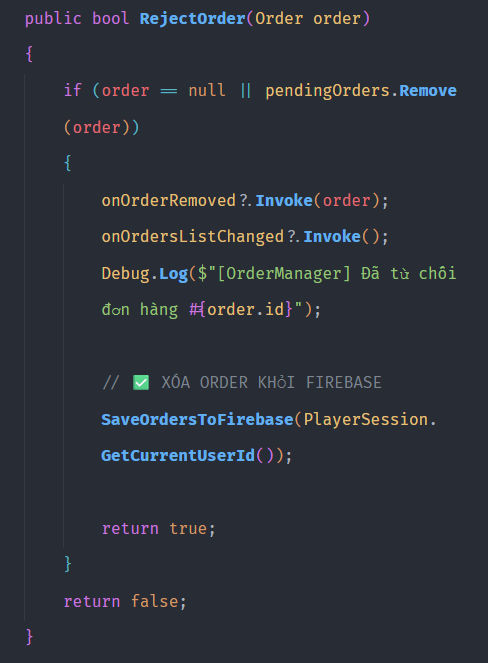 public bool RejectOrder(Order order)
{
if (order == null || pendingOrders.Remove
(order))
{
onOrderRemoved?.Invoke(order);
onOrdersListChanged?.Invoke();
Debug.Log($"[OrderManager] Đã từ chối
đơn hàng #{order.id}");
// ✅ XÓA ORDER KHỎI FIREBASE
SaveOrdersToFirebase(PlayerSession.
GetCurrentUserId());
return true;
}
return false;
}